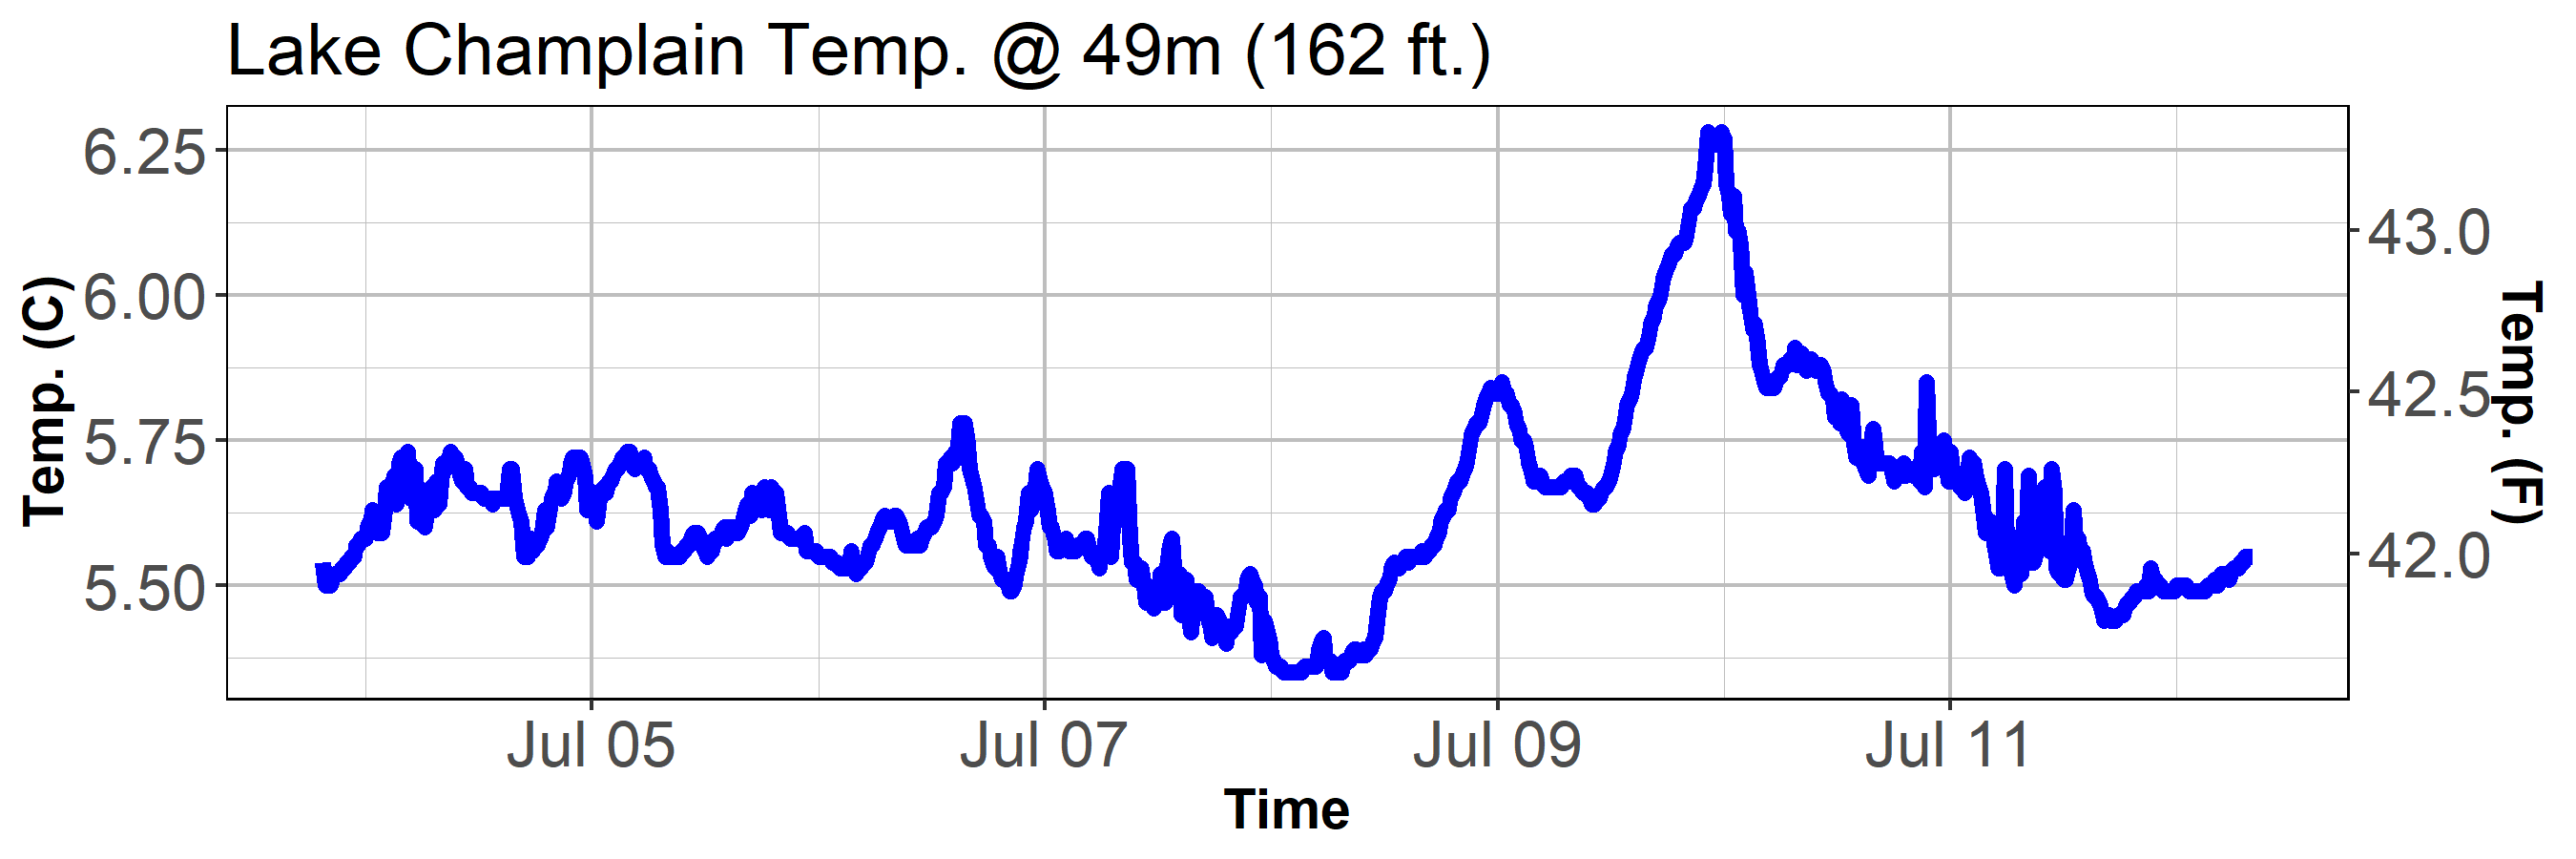 Lake Champlain Temp. @ 49m (162 ft.)
Temp. (C)
6.25
6.00
5.75
5.50
43.0
42.5
42.0
Temp. (F)
Jul 05 Jul 07 Jul 09 Jul 11
Time